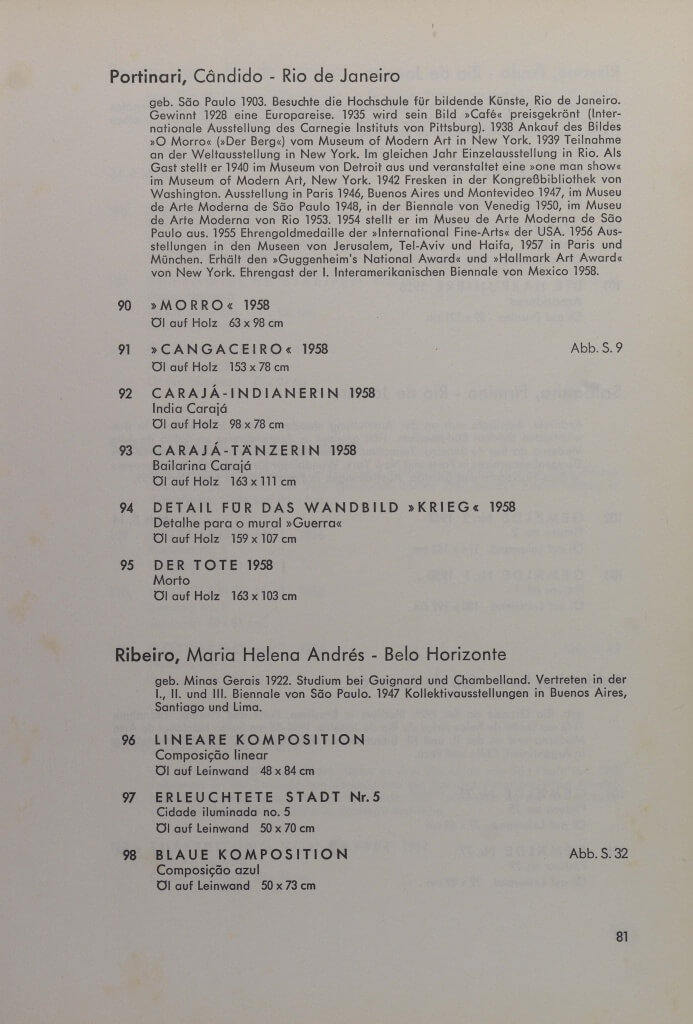 Portinari, Cândido - Rio de Janeiro
geb. São Paulo 1903. Besuchte die Hochschule für bildende Künste, Rio de Janeiro.
Gewinnt 1928 eine Europareise. 1935 wird sein Bild »Café« preisgekrönt (Inter-
nationale Ausstellung des Carnegie Instituts von Pittsburg). 1938 Ankauf des Bildes
»O Morro« (»Der Berg«) vom Museum of Modern Art in New York. 1939 Teilnahme
an der Weltausstellung in New York. Im gleichen Jahr Einzelausstellung in Rio. Als
Gast stellt er 1940 im Museum von Detroit aus und veranstaltet eine »one man show«
im Museum of Modern Art, New York. 1942 Fresken in der Kongreßbibliothek von
Washington. Ausstellung in Paris 1946, Buenos Aires und Montevideo 1947, im Museu
de Arte Moderna de São Paulo 1948, in der Biennale von Venedig 1950, im Museu
de Arte Moderna von Rio 1953. 1954 stellt er im Museu de Arte Moderna de São
Paulo aus. 1955 Ehrengoldmedaille der »International Fine-Arts« der USA. 1956 Aus-
stellungen in den Museen von Jerusalem, Tel-Aviv und Haifa, 1957 in Paris und
München. Erhält den »Guggenheim's National Award« und »Hallmark Art Award«
von New York. Ehrengast der I. Interamerikanischen Biennale von Mexico 1958.
90 »MORRO« 1958
Öl auf Holz 63 x 98 cm
91 »CANGACEIRO« 1958 Abb. S. 9
Öl auf Holz 153 x 78 cm
92 CARAJÁ-INDIANERIN 1958
India Carajá
Öl auf Holz 98 x 78 cm
93 CARAJÁ-TÄNZERIN 1958
Bailarina Carajá
Öl auf Holz 163 x 111 cm
94 DETAIL FÜR DAS WANDBILD »KRIEG« 1958
Detalhe para o mural »Guerra«
Öl auf Holz 159 x 107 cm
95 DER TOTE 1958
Morto
Öl auf Holz 163 x 103 cm
Ribeiro, Maria Helena Andrés - Belo Horizonte
geb. Minas Gerais 1922. Studium bei Guignard und Chambelland. Vertreten in der
I., II. und III. Biennale von São Paulo. 1947 Kollektivausstellungen in Buenos Aires,
Santiago und Lima.
96 LINEARE KOMPOSITION
Composição linear
Öl auf Leinwand 48 x 84 cm
97 ERLEUCHTETE STADT Nr. 5
Cidade iluminada no. 5
Öl auf Leinwand 50 x 70 cm
98 BLAUE KOMPOSITION Abb. S. 32
Composição azul
Öl auf Leinwand 50 x 73 cm
81